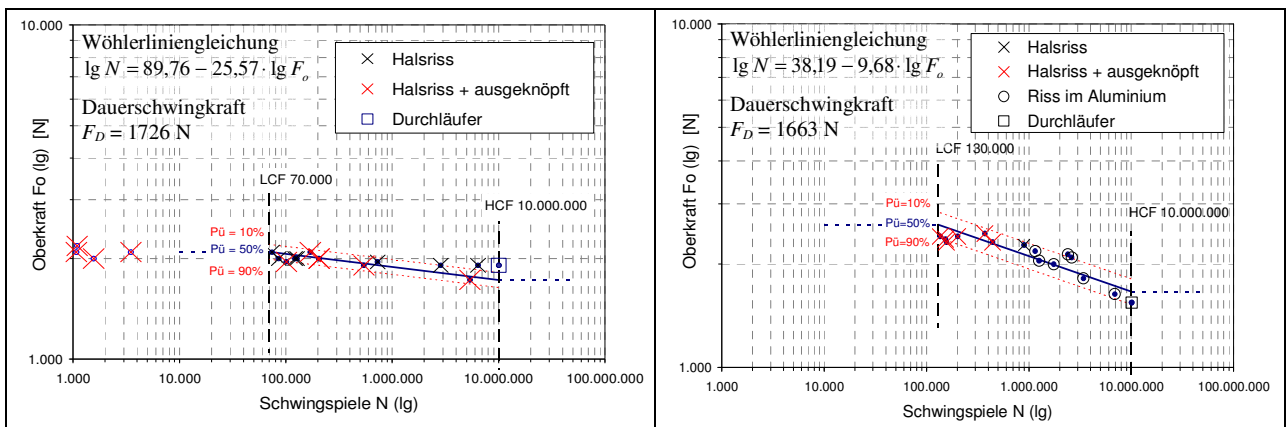 10.000
Wöhlerliniengleichung
lg N = 89,76 − 25,57 · lg F_o
Dauerschwingkraft
F_D = 1726 N
Halsriss
Halsriss + ausgeknöpft
Durchläufer
LCF 70.000
HCF 10.000.000
Pü = 10%
Pü = 50%
Pü = 90%
Oberkraft Fo (lg) [N]
1.000
1.000 10.000 100.000 1.000.000 10.000.000 100.000.000
Schwingspiele N (lg)
10.000
Wöhlerliniengleichung
lg N = 38,19 − 9,68 · lg F_o
Dauerschwingkraft
F_D = 1663 N
Halsriss
Halsriss + ausgeknöpft
Riss im Aluminium
Durchläufer
LCF 130.000
HCF 10.000.000
Pü=10%
Pü=50%
Pü=90%
Oberkraft Fo (lg) [N]
1.000
1.000 10.000 100.000 1.000.000 10.000.000 100.000.000
Schwingspiele N (lg)